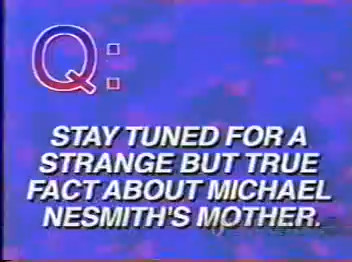 Q:
STAY TUNED FOR A
STRANGE BUT TRUE
FACT ABOUT MICHAEL
NESMITH'S MOTHER.